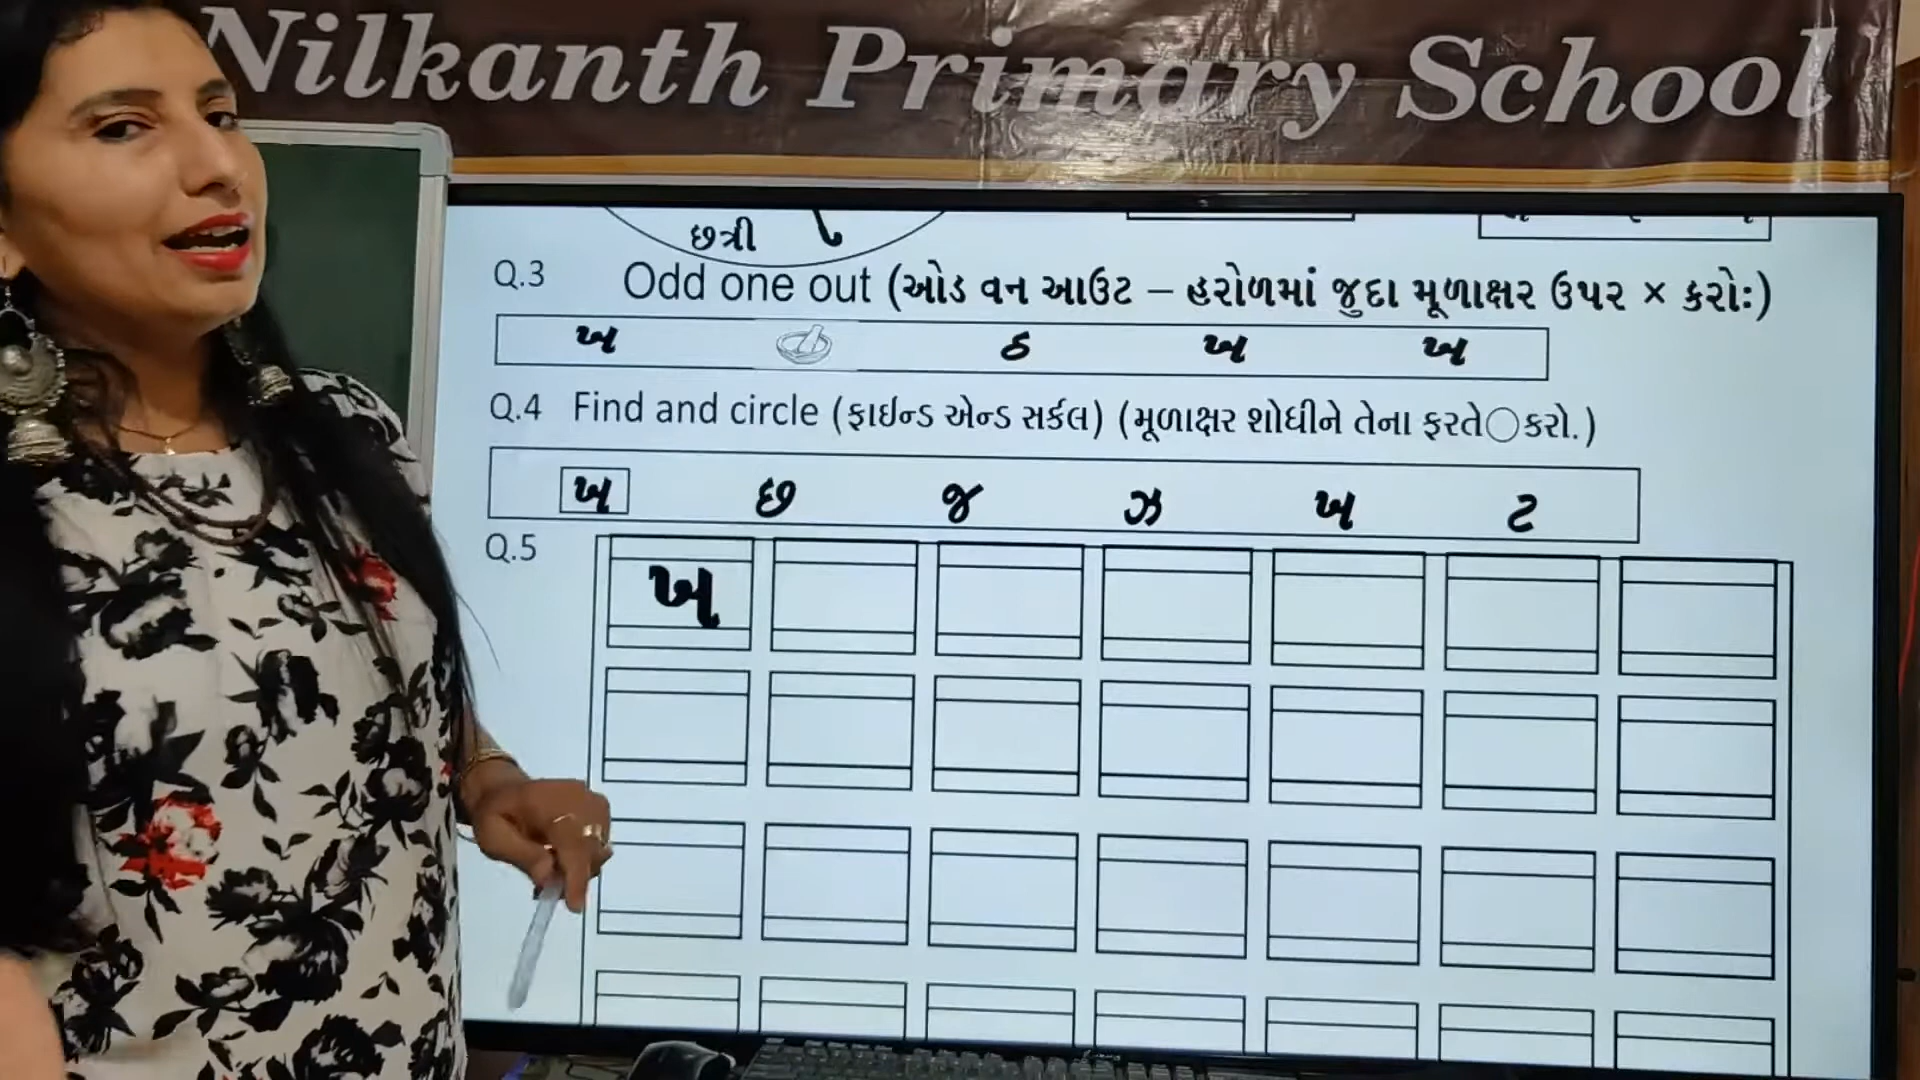 Nilkanth Primary School
છત્રી
Q.3 Odd one out (ઓડ વન આઉટ – હરોળમાં જુદા મૂળાક્ષર ઉપર × કરોઃ)
ખ ઠ ખ ખ
Q.4 Find and circle (ફાઇન્ડ એન્ડ સર્કલ) (મૂળાક્ષર શોધીને તેના ફરતે○કરો.)
ખ છ જ ઝ ખ ટ
Q.5
ખ